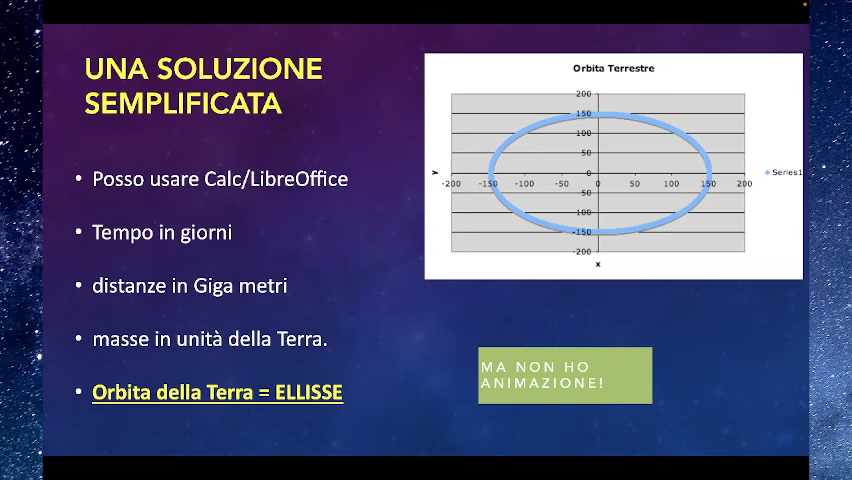 UNA SOLUZIONE
SEMPLIFICATA
• Posso usare Calc/LibreOffice
• Tempo in giorni
• distanze in Giga metri
• masse in unità della Terra.
• Orbita della Terra = ELLISSE
Orbita Terrestre
200
150
100
50
0
-200 -150 -100 -50 0 50 100 150 200
50
100
-150
-200
y
x
Series1
MA NON HO
ANIMAZIONE!